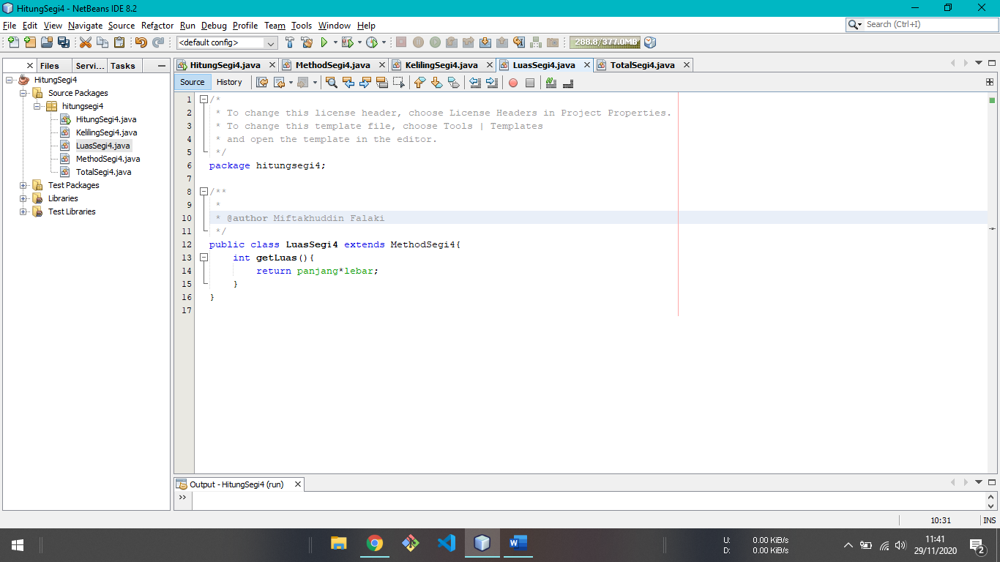 HitungSegi4 - NetBeans IDE 8.2
File Edit View Navigate Source Refactor Run Debug Profile Team Tools Window Help
Search (Ctrl+I)
<default config>
288.8/377.0MB
Files Servi... Tasks
HitungSegi4.java MethodSegi4.java KelilingSegi4.java LuasSegi4.java TotalSegi4.java
HitungSegi4
Source Packages
hitungsegi4
HitungSegi4.java
KelilingSegi4.java
LuasSegi4.java
MethodSegi4.java
TotalSegi4.java
Test Packages
Libraries
Test Libraries
Source History
1 /*
2 * To change this license header, choose License Headers in Project Properties.
3 * To change this template file, choose Tools | Templates
4 * and open the template in the editor.
5 */
6 package hitungsegi4;
7
8 /**
9 *
10 * @author Miftakhuddin Falaki
11 */
12 public class LuasSegi4 extends MethodSegi4{
13 int getLuas(){
14 return panjang*lebar;
15 }
16 }
17
Output - HitungSegi4 (run)
10:31 INS
U: 0.00 KiB/s
D: 0.00 KiB/s
11:41
29/11/2020
2